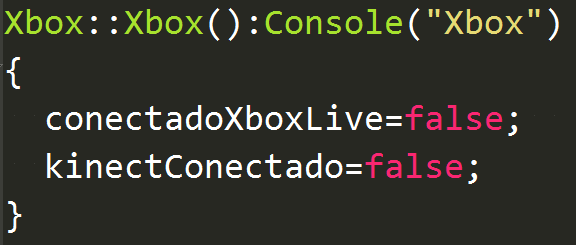 Xbox::Xbox():Console("Xbox")
{
conectadoXboxLive=false;
kinectConectado=false;
}